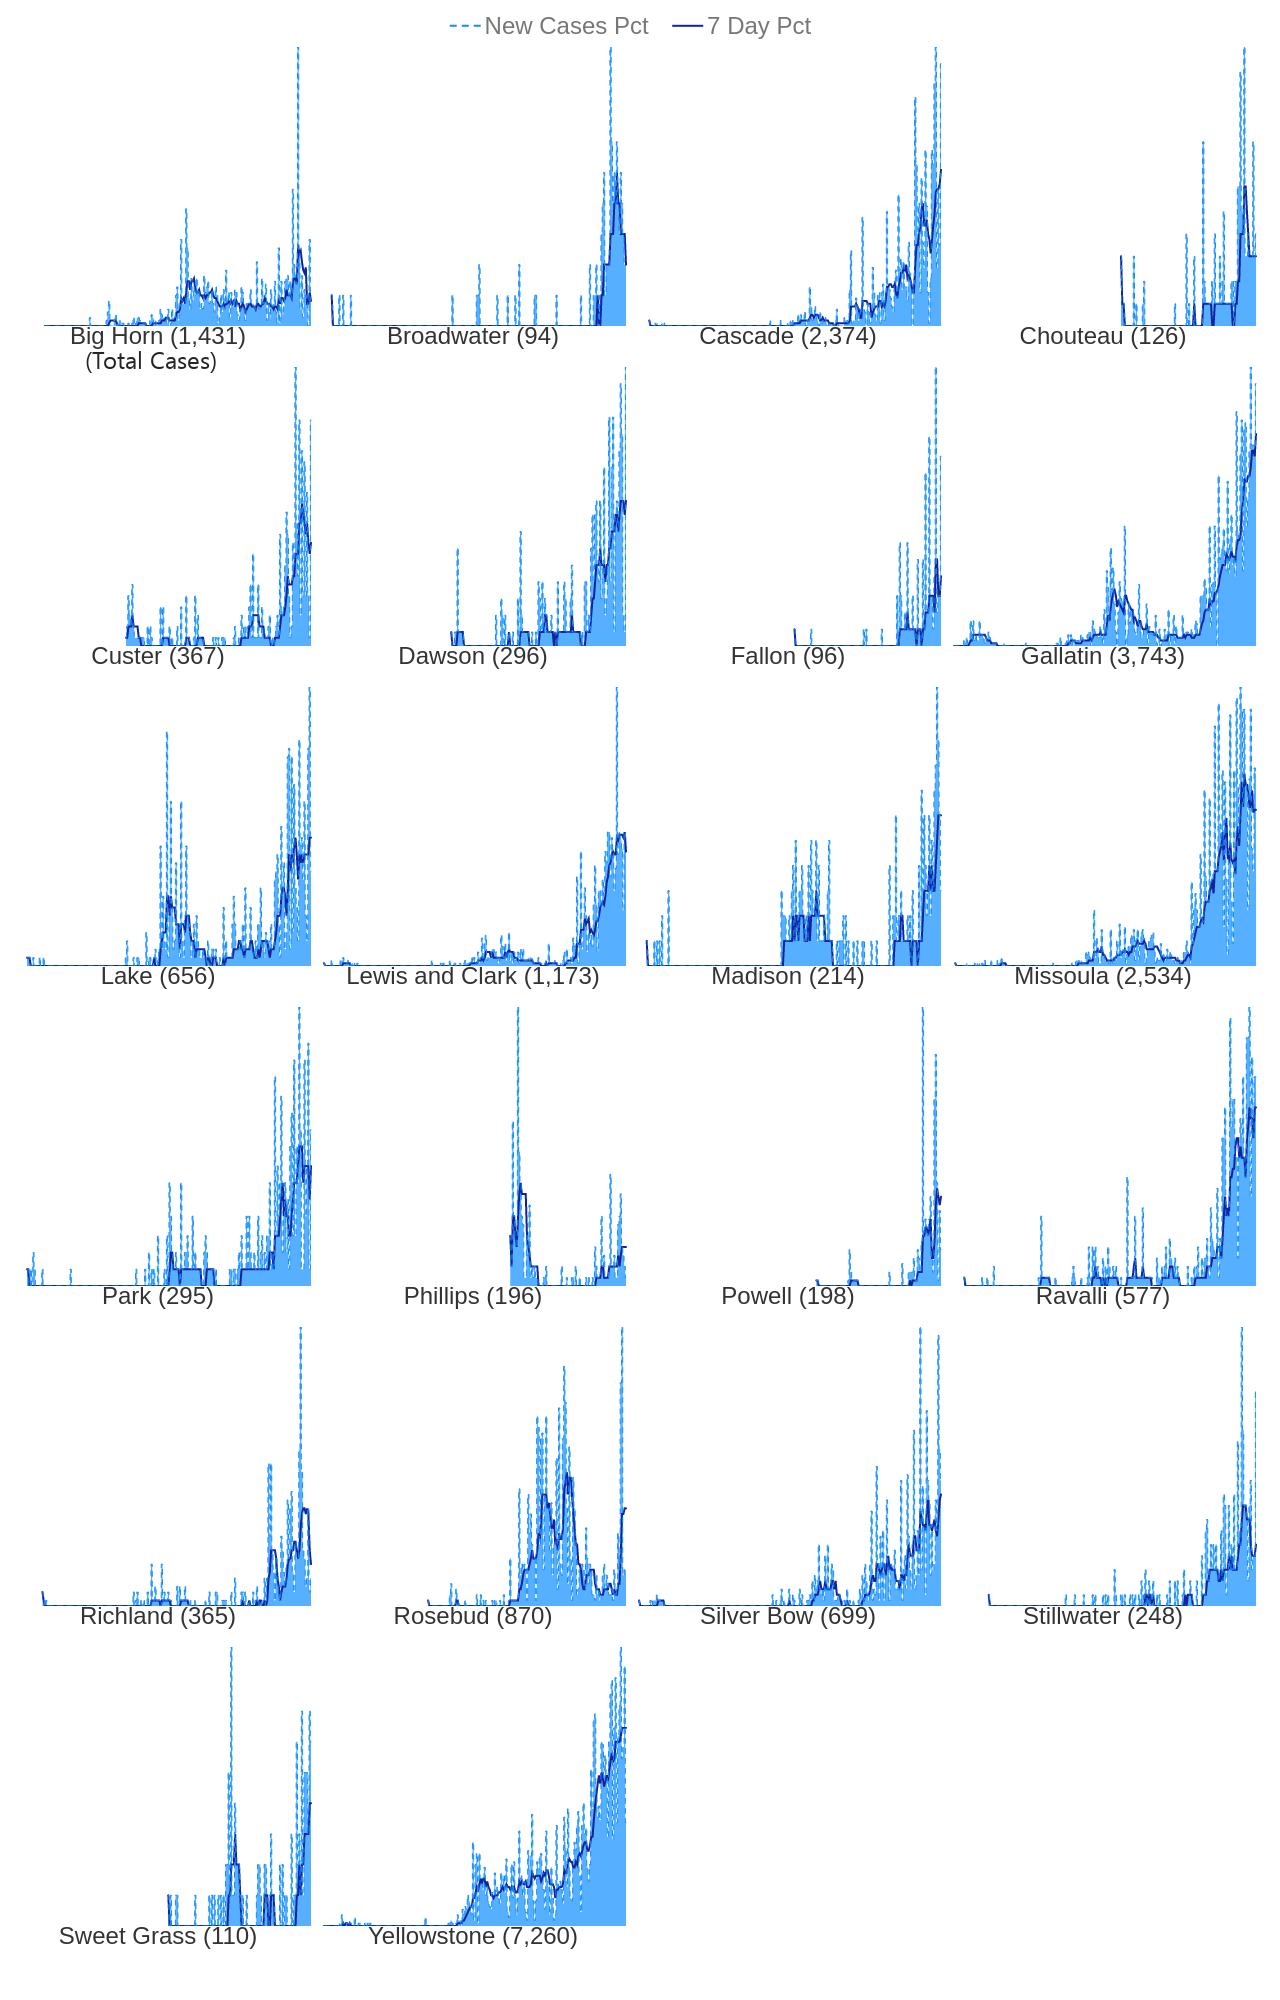 New Cases Pct 7 Day Pct
Big Horn (1,431) Broadwater (94) Cascade (2,374) Chouteau (126)
(Total Cases)
Custer (367) Dawson (296) Fallon (96) Gallatin (3,743)
Lake (656) Lewis and Clark (1,173) Madison (214) Missoula (2,534)
Park (295) Phillips (196) Powell (198) Ravalli (577)
Richland (365) Rosebud (870) Silver Bow (699) Stillwater (248)
Sweet Grass (110) Yellowstone (7,260)